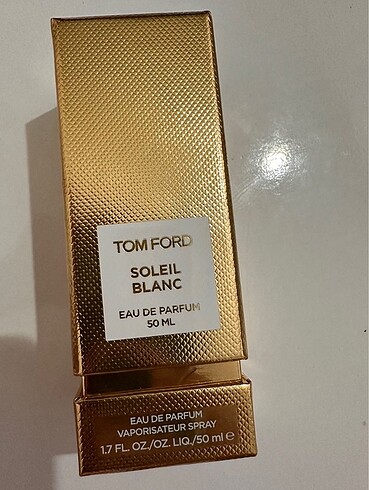 TOM FORD
SOLEIL
BLANC
EAU DE PARFUM
50 ML
EAU DE PARFUM
VAPORISATEUR SPRAY
1.7 FL. OZ./OZ. LIQ./50 ml ℮